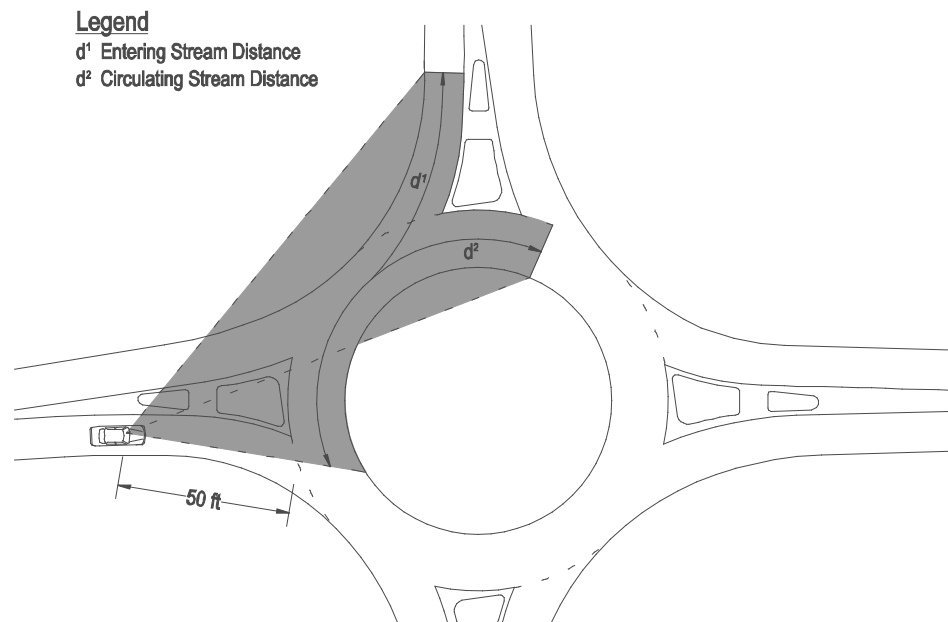 Legend
d¹ Entering Stream Distance
d² Circulating Stream Distance
d¹
d²
50 ft